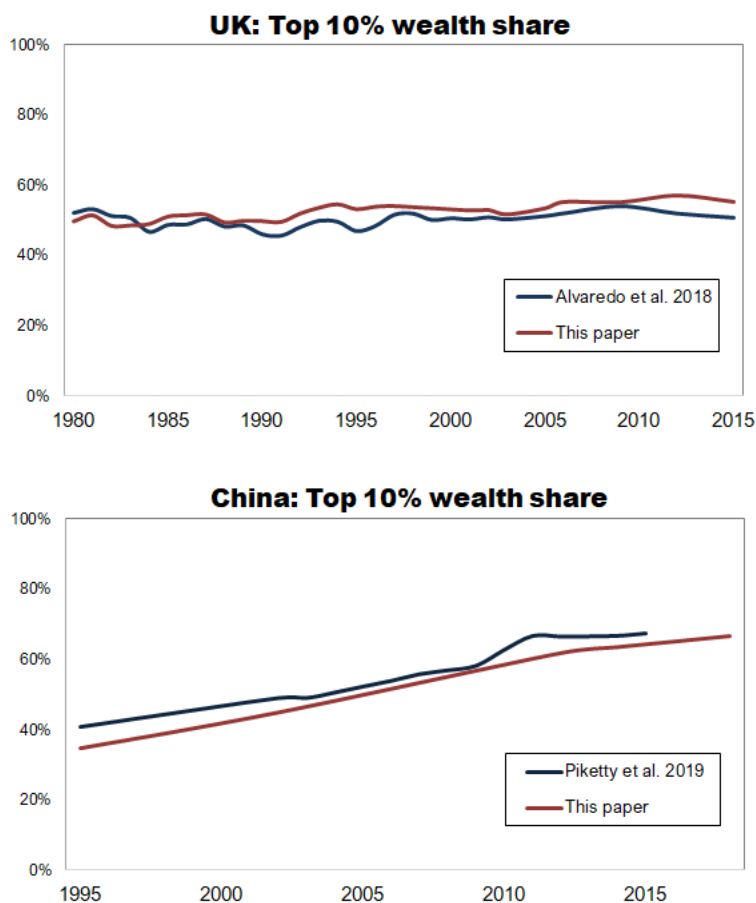 UK: Top 10% wealth share
100%
80%
60%
40%
20%
0%
Alvaredo et al. 2018
This paper
1980 1985 1990 1995 2000 2005 2010 2015
China: Top 10% wealth share
100%
80%
60%
40%
20%
0%
Piketty et al. 2019
This paper
1995 2000 2005 2010 2015